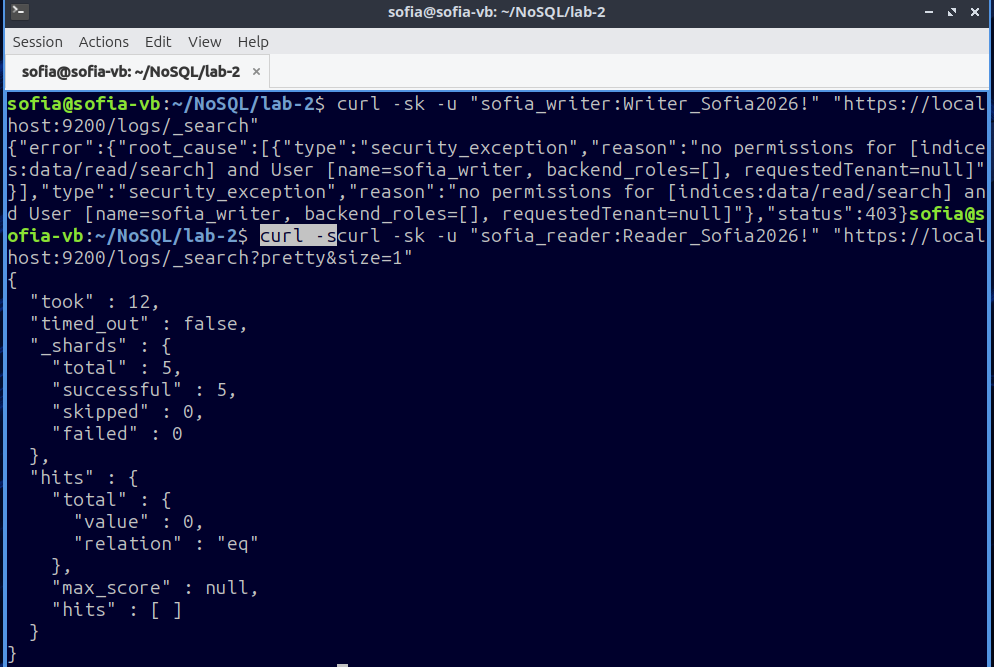 sofia@sofia-vb: ~/NoSQL/lab-2
Session Actions Edit View Help
sofia@sofia-vb: ~/NoSQL/lab-2 ×
sofia@sofia-vb:~/NoSQL/lab-2$ curl -sk -u "sofia_writer:Writer_Sofia2026!" "https://local
host:9200/logs/_search"
{"error":{"root_cause":[{"type":"security_exception","reason":"no permissions for [indice
s:data/read/search] and User [name=sofia_writer, backend_roles=[], requestedTenant=null]"
}],"type":"security_exception","reason":"no permissions for [indices:data/read/search] an
d User [name=sofia_writer, backend_roles=[], requestedTenant=null]"},"status":403}sofia@s
ofia-vb:~/NoSQL/lab-2$ curl -scurl -sk -u "sofia_reader:Reader_Sofia2026!" "https://local
host:9200/logs/_search?pretty&size=1"
{
  "took" : 12,
  "timed_out" : false,
  "_shards" : {
    "total" : 5,
    "successful" : 5,
    "skipped" : 0,
    "failed" : 0
  },
  "hits" : {
    "total" : {
      "value" : 0,
      "relation" : "eq"
    },
    "max_score" : null,
    "hits" : [ ]
  }
}